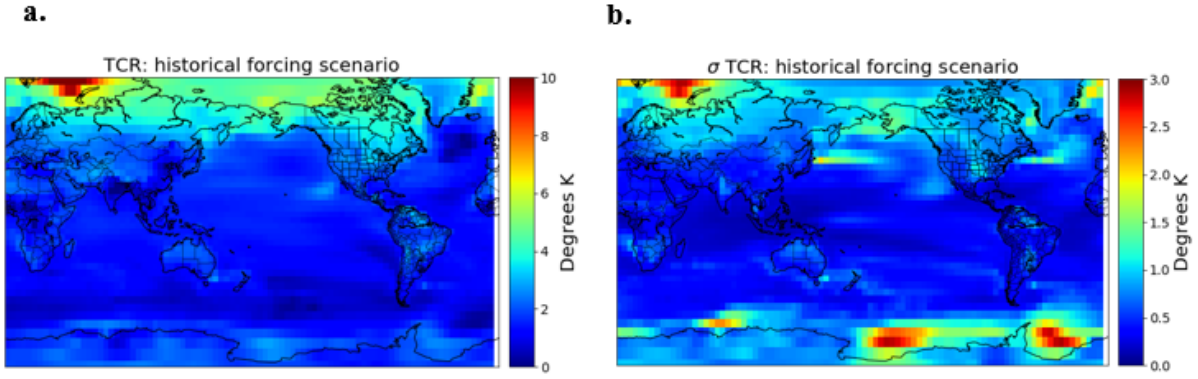 a.
b.
TCR: historical forcing scenario
10
8
6
4
2
0
Degrees K
σ TCR: historical forcing scenario
3.0
2.5
2.0
1.5
1.0
0.5
0.0
Degrees K